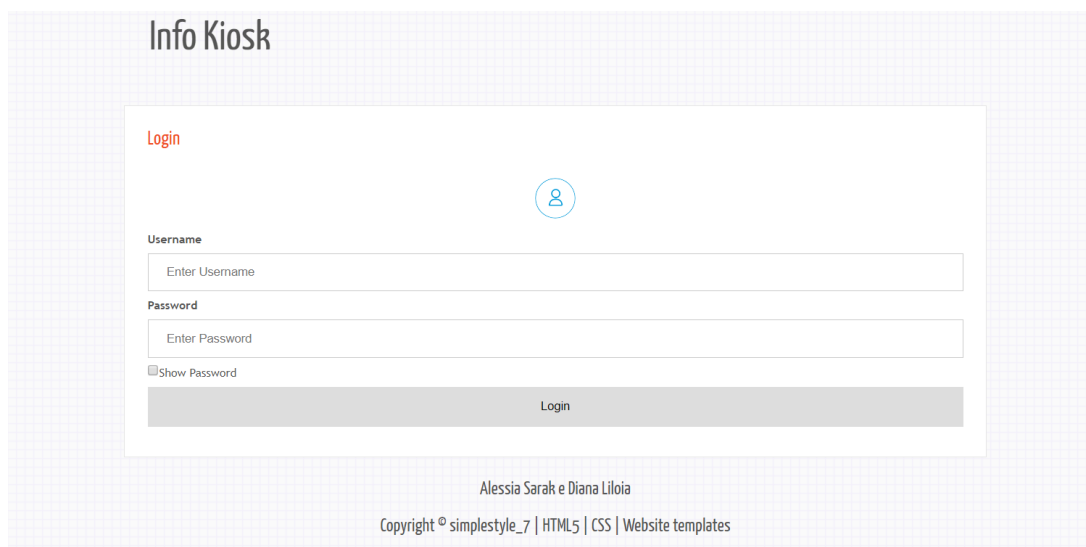 Info Kiosk
Login
Username
Enter Username
Password
Enter Password
Show Password
Login
Alessia Sarak e Diana Liloia
Copyright © simplestyle_7 | HTML5 | CSS | Website templates